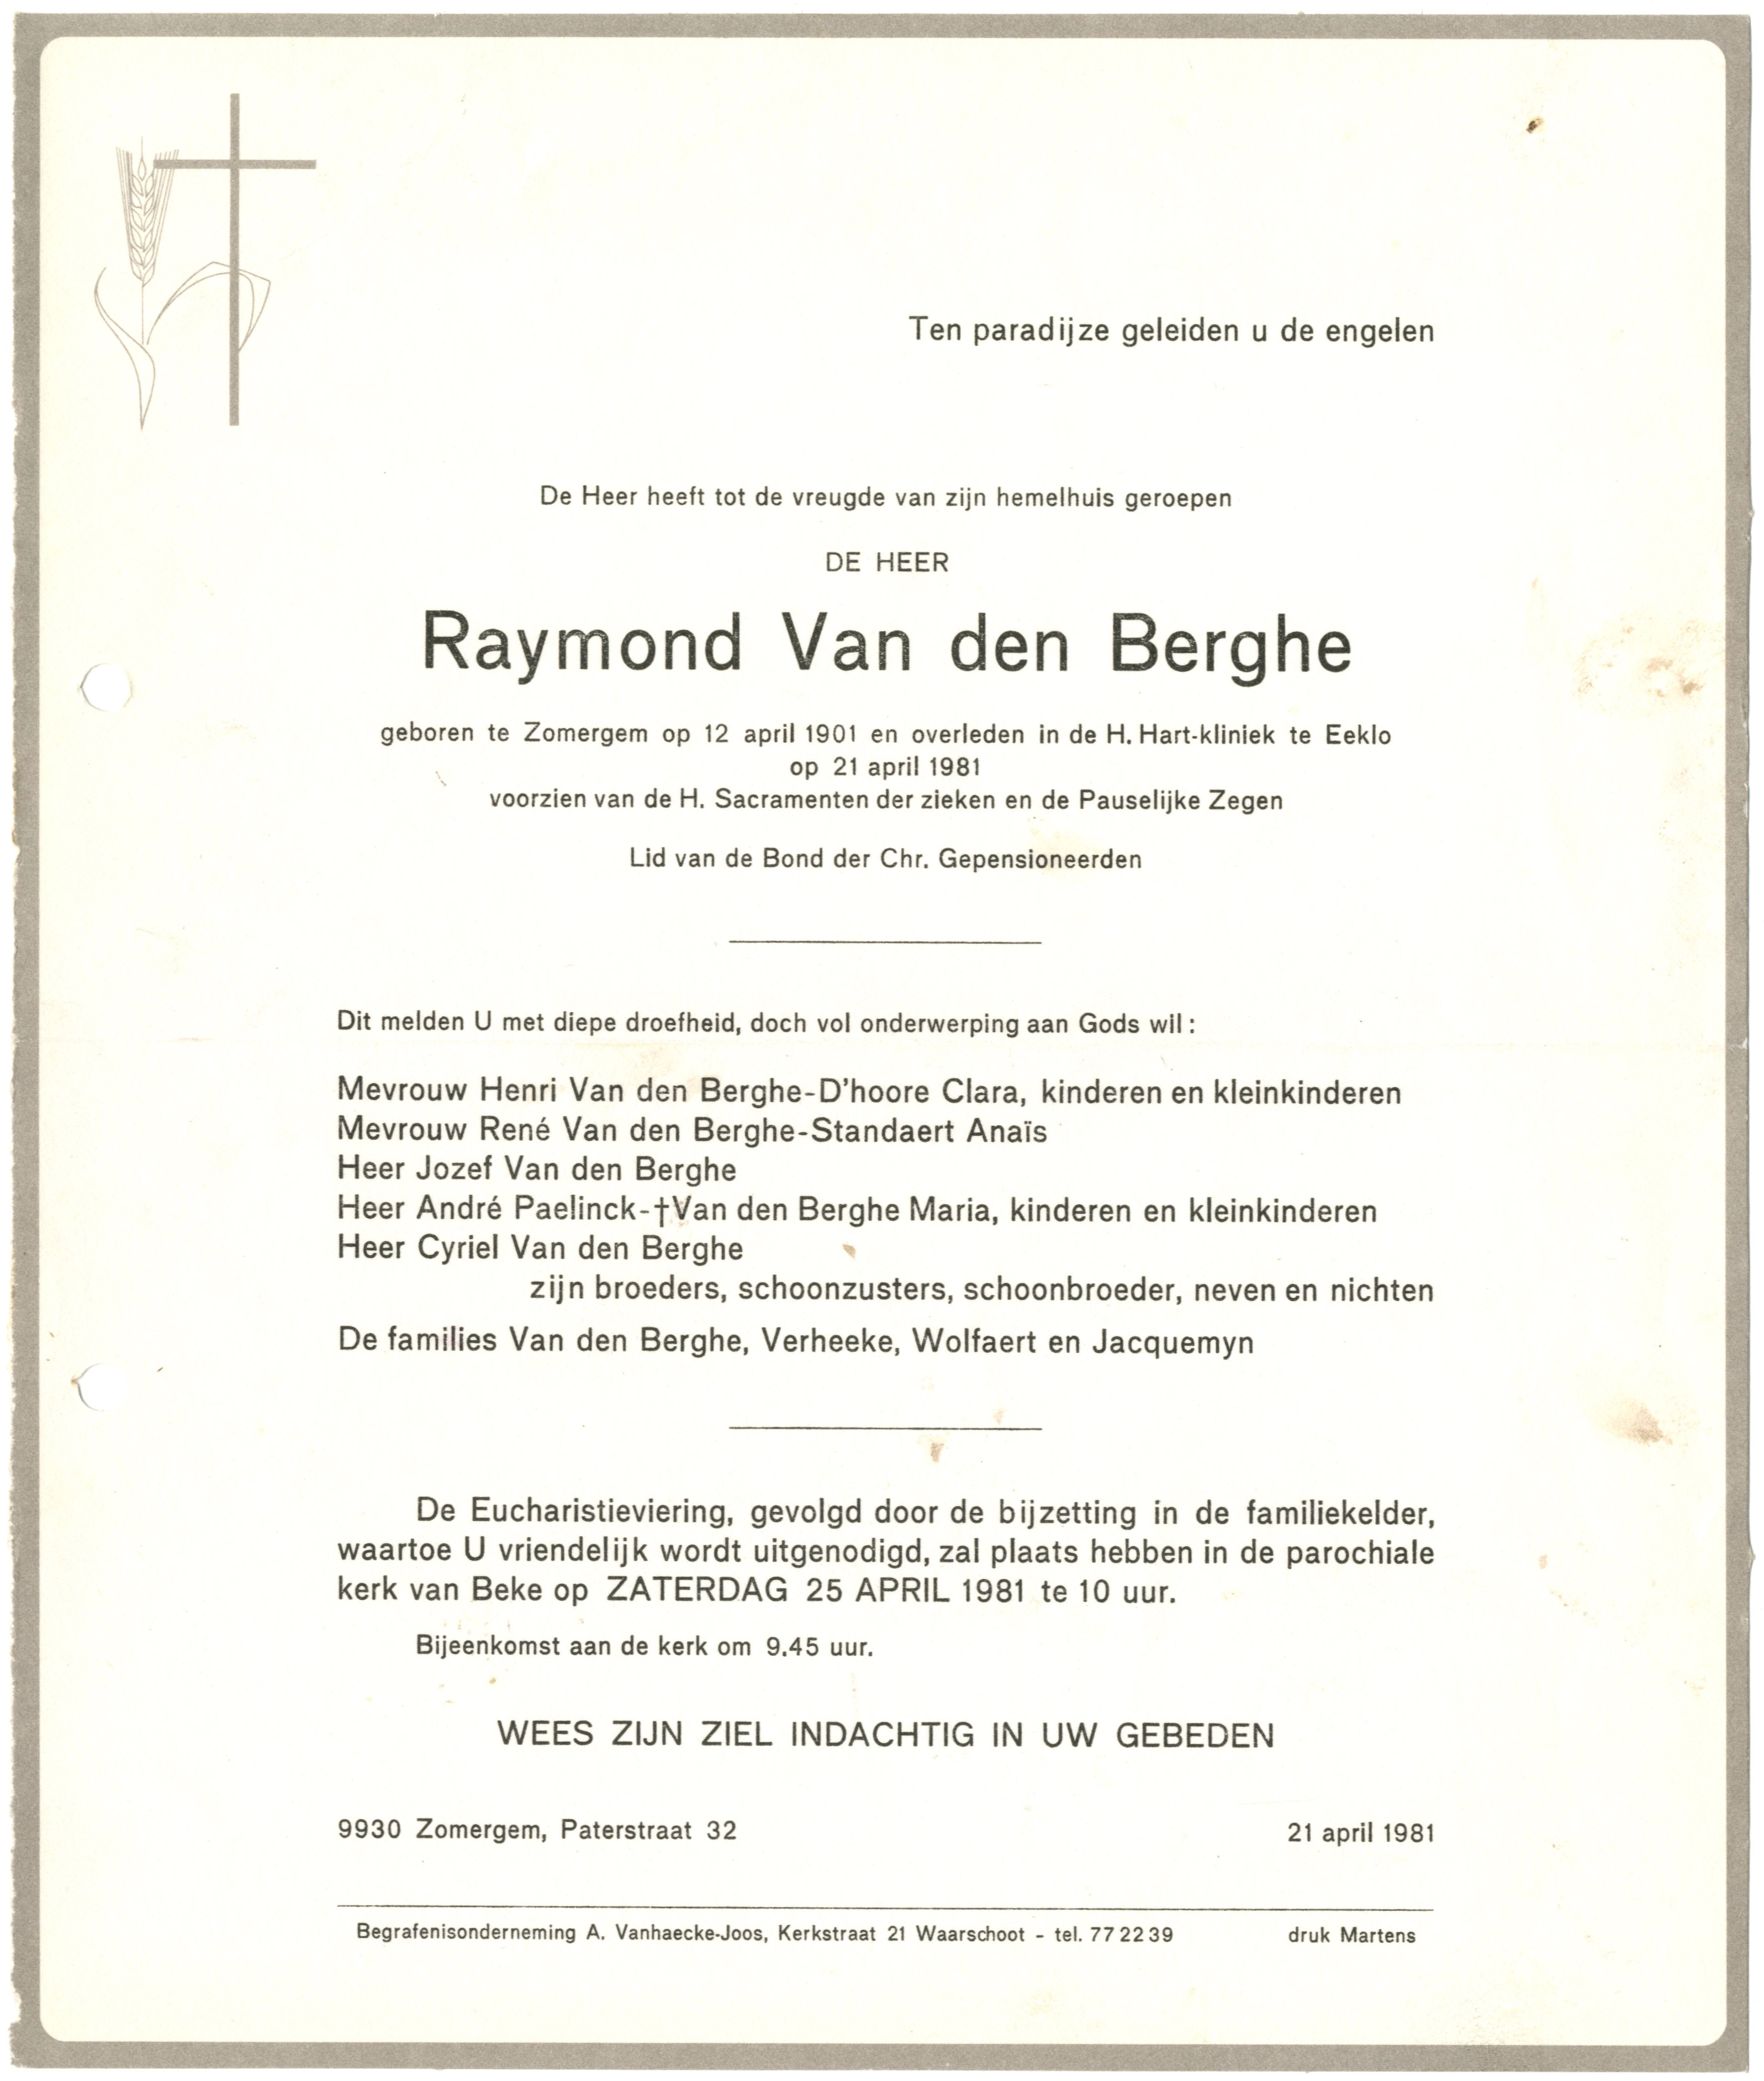 Ten paradijze geleiden u de engelen
De Heer heeft tot de vreugde van zijn hemelhuis geroepen
DE HEER
Raymond Van den Berghe
geboren te Zomergem op 12 april 1901 en overleden in de H. Hart-kliniek te Eeklo
op 21 april 1981
voorzien van de H. Sacramenten der zieken en de Pauselijke Zegen
Lid van de Bond der Chr. Gepensioneerden
Dit melden U met diepe droefheid, doch vol onderwerping aan Gods wil :
Mevrouw Henri Van den Berghe-D'hoore Clara, kinderen en kleinkinderen
Mevrouw René Van den Berghe-Standaert Anaïs
Heer Jozef Van den Berghe
Heer André Paelinck-†Van den Berghe Maria, kinderen en kleinkinderen
Heer Cyriel Van den Berghe
zijn broeders, schoonzusters, schoonbroeder, neven en nichten
De families Van den Berghe, Verheeke, Wolfaert en Jacquemyn
De Eucharistieviering, gevolgd door de bijzetting in de familiekelder,
waartoe U vriendelijk wordt uitgenodigd, zal plaats hebben in de parochiale
kerk van Beke op ZATERDAG 25 APRIL 1981 te 10 uur.
Bijeenkomst aan de kerk om 9.45 uur.
WEES ZIJN ZIEL INDACHTIG IN UW GEBEDEN
9930 Zomergem, Paterstraat 32 21 april 1981
Begrafenisonderneming A. Vanhaecke-Joos, Kerkstraat 21 Waarschoot - tel. 77 22 39 druk Martens